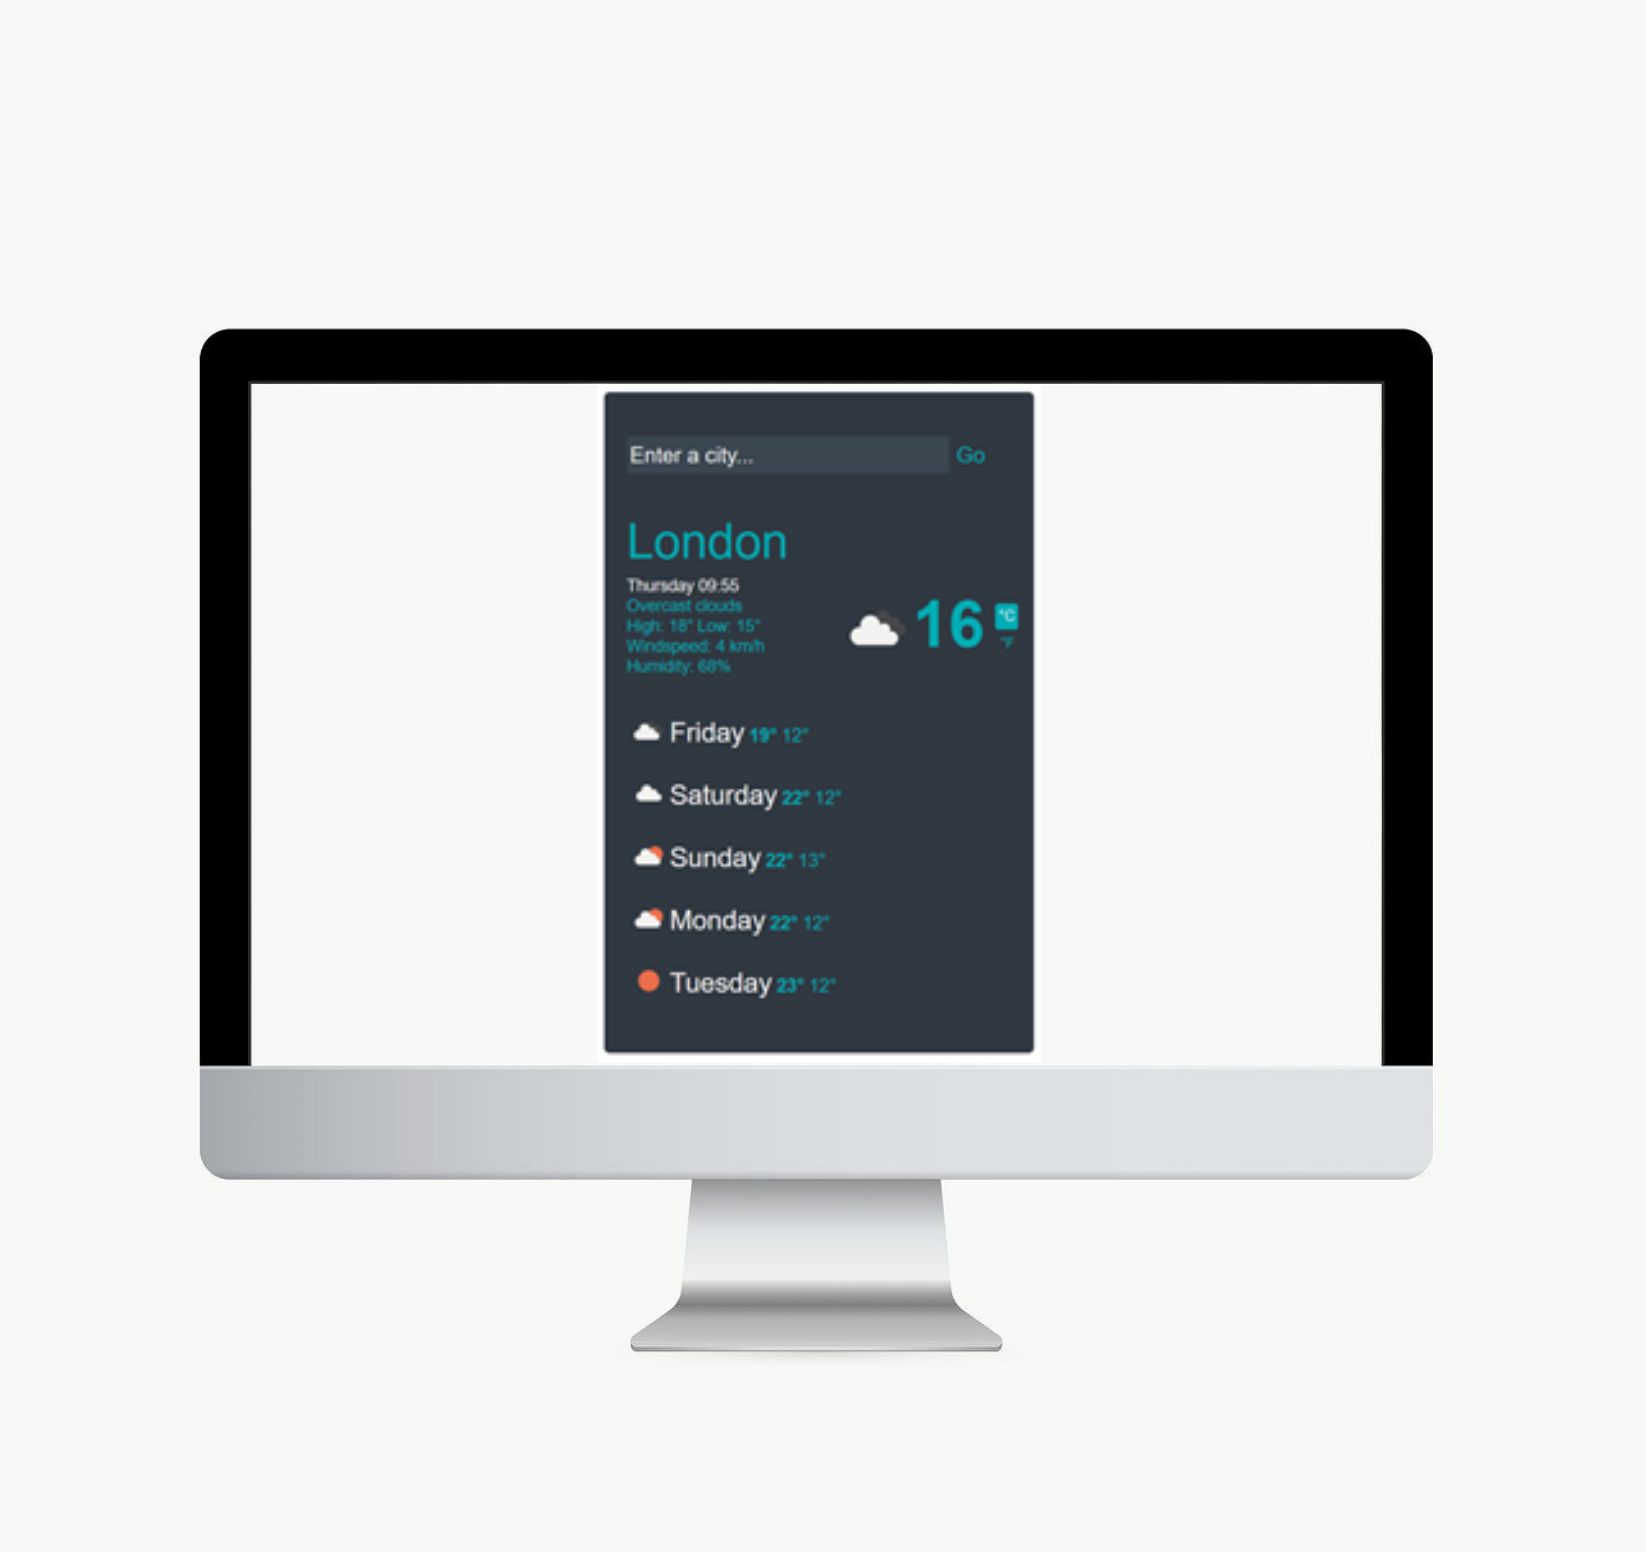 Enter a city... Go
London
Thursday 09:55
Overcast clouds
High: 18° Low: 15°
Windspeed: 4 km/h
Humidity: 68%
16 °C
°F
Friday 19° 12°
Saturday 22° 12°
Sunday 22° 13°
Monday 22° 12°
Tuesday 23° 12°